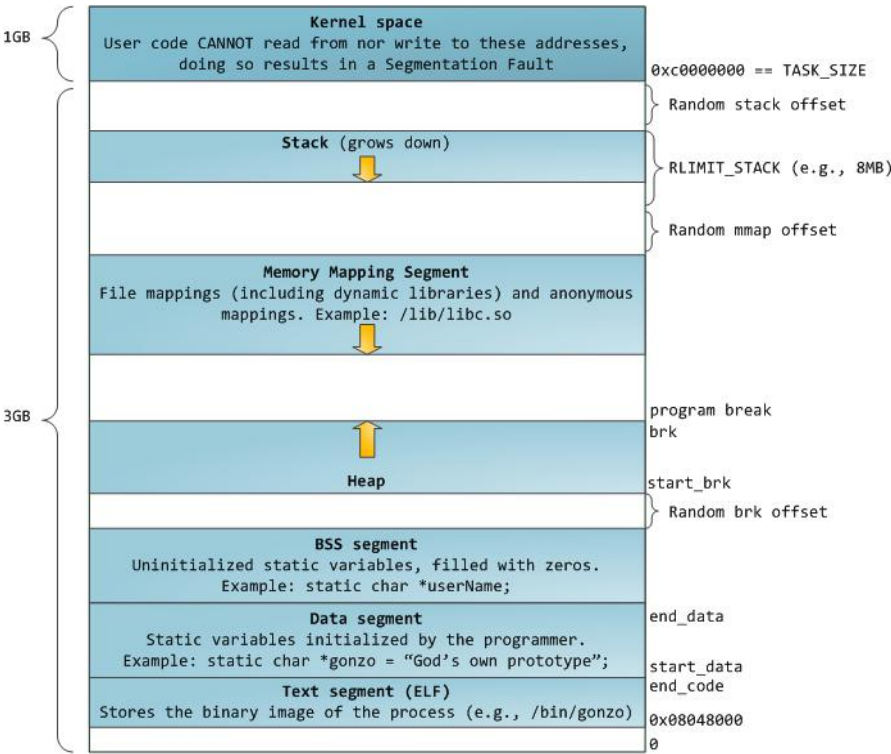 Kernel space
1GB
User code CANNOT read from nor write to these addresses,
doing so results in a Segmentation Fault
0xc0000000 == TASK_SIZE
Random stack offset
Stack (grows down)
RLIMIT_STACK (e.g., 8MB)
Random mmap offset
Memory Mapping Segment
File mappings (including dynamic libraries) and anonymous
mappings. Example: /lib/libc.so
3GB
program break
brk
Heap
start_brk
Random brk offset
BSS segment
Uninitialized static variables, filled with zeros.
Example: static char *userName;
Data segment
end_data
Static variables initialized by the programmer.
Example: static char *gonzo = “God’s own prototype”;
start_data
end_code
Text segment (ELF)
Stores the binary image of the process (e.g., /bin/gonzo)
0x08048000
0